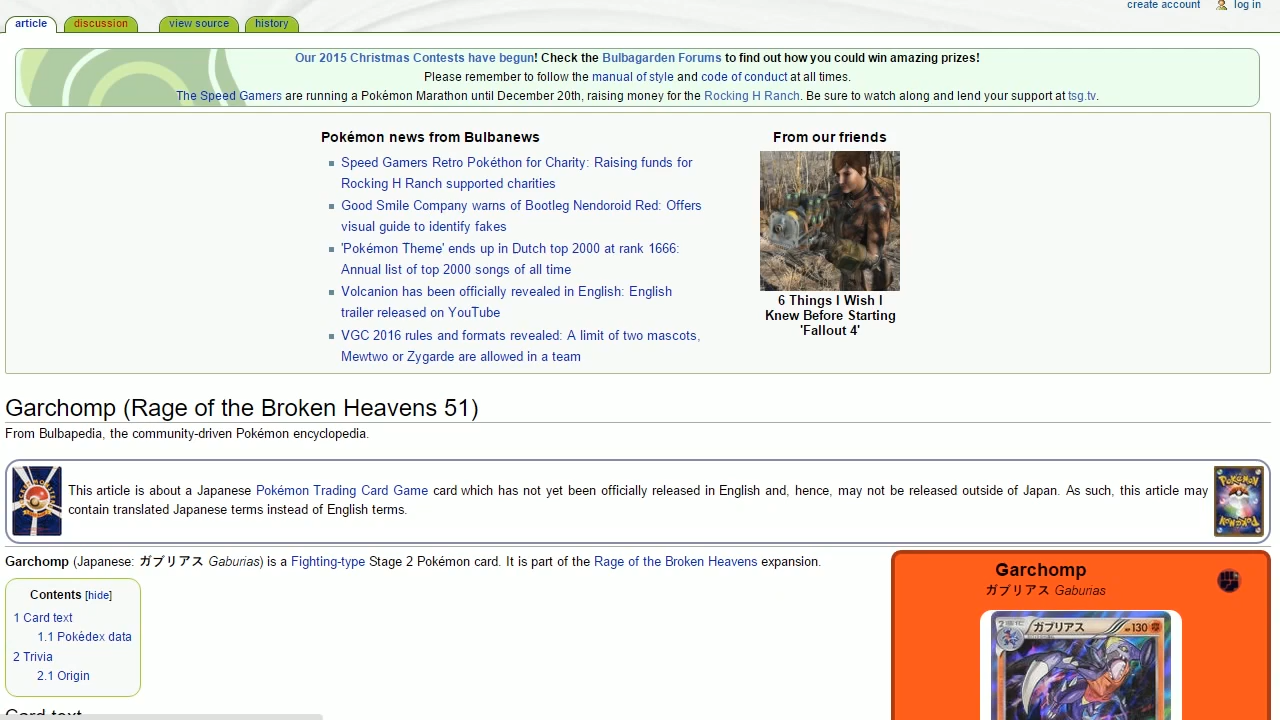 create account log in
article discussion view source history
Our 2015 Christmas Contests have begun! Check the Bulbagarden Forums to find out how you could win amazing prizes!
Please remember to follow the manual of style and code of conduct at all times.
The Speed Gamers are running a Pokémon Marathon until December 20th, raising money for the Rocking H Ranch. Be sure to watch along and lend your support at tsg.tv.
Pokémon news from Bulbanews
Speed Gamers Retro Pokéthon for Charity: Raising funds for
Rocking H Ranch supported charities
Good Smile Company warns of Bootleg Nendoroid Red: Offers
visual guide to identify fakes
'Pokémon Theme' ends up in Dutch top 2000 at rank 1666:
Annual list of top 2000 songs of all time
Volcanion has been officially revealed in English: English
trailer released on YouTube
VGC 2016 rules and formats revealed: A limit of two mascots,
Mewtwo or Zygarde are allowed in a team
From our friends
6 Things I Wish I
Knew Before Starting
'Fallout 4'
Garchomp (Rage of the Broken Heavens 51)
From Bulbapedia, the community-driven Pokémon encyclopedia.
This article is about a Japanese Pokémon Trading Card Game card which has not yet been officially released in English and, hence, may not be released outside of Japan. As such, this article may
contain translated Japanese terms instead of English terms.
Garchomp (Japanese: ガブリアス Gaburias) is a Fighting-type Stage 2 Pokémon card. It is part of the Rage of the Broken Heavens expansion.
Contents [hide]
1 Card text
1.1 Pokédex data
2 Trivia
2.1 Origin
Card text
Garchomp
ガブリアス Gaburias
ガブリアス 130